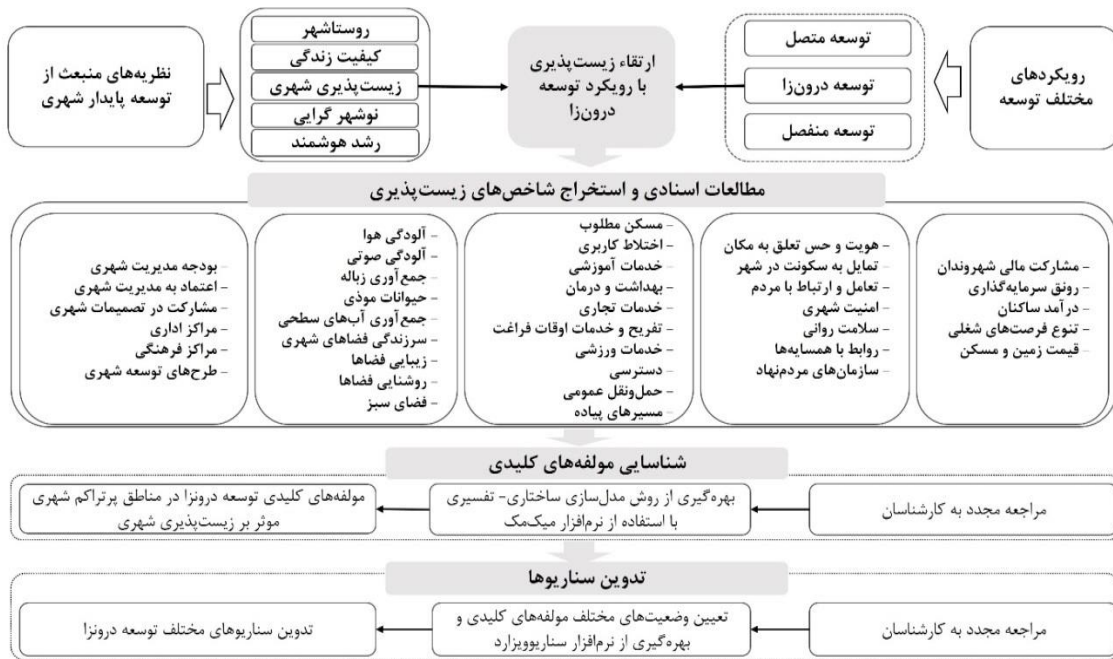 رویکردهای
مختلف توسعه
توسعه متصل
توسعه درون‌زا
توسعه منفصل
ارتقاء زیست‌پذیری
با رویکرد توسعه
درون‌زا
روستاشهر
کیفیت زندگی
زیست‌پذیری شهری
نوشهر گرایی
رشد هوشمند
نظریه‌های منبعث از
توسعه پایدار شهری
مطالعات اسنادی و استخراج شاخص‌های زیست‌پذیری
- مشارکت مالی شهروندان
- رونق سرمایه‌گذاری
- درآمد ساکنان
- تنوع فرصت‌های شغلی
- قیمت زمین و مسکن
- هویت و حس تعلق به مکان
- تمایل به سکونت در شهر
- تعامل و ارتباط با مردم
- امنیت شهری
- سلامت روانی
- روابط با همسایه‌ها
- سازمان‌های مردم‌نهاد
- مسکن مطلوب
- اختلاط کاربری
- خدمات آموزشی
- بهداشت و درمان
- خدمات تجاری
- تفریح و خدمات اوقات فراغت
- خدمات ورزشی
- دسترسی
- حمل‌ونقل عمومی
- مسیرهای پیاده
- آلودگی هوا
- آلودگی صوتی
- جمع‌آوری زباله
- حیوانات موذی
- جمع‌آوری آب‌های سطحی
- سرزندگی فضاهای شهری
- زیبایی فضاها
- روشنایی فضاها
- فضای سبز
- بودجه مدیریت شهری
- اعتماد به مدیریت شهری
- مشارکت در تصمیمات شهری
- مراکز اداری
- مراکز فرهنگی
- طرح‌های توسعه شهری
شناسایی مولفه‌های کلیدی
مراجعه مجدد به کارشناسان
بهره‌گیری از روش مدل‌سازی ساختاری- تفسیری
با استفاده از نرم‌افزار میک‌مک
مولفه‌های کلیدی توسعه درونزا در مناطق پرتراکم شهری
موثر بر زیست‌پذیری شهری
تدوین سناریوها
مراجعه مجدد به کارشناسان
تعیین وضعیت‌های مختلف مولفه‌های کلیدی و
بهره‌گیری از نرم‌افزار سناریوویزارد
تدوین سناریوهای مختلف توسعه درونزا